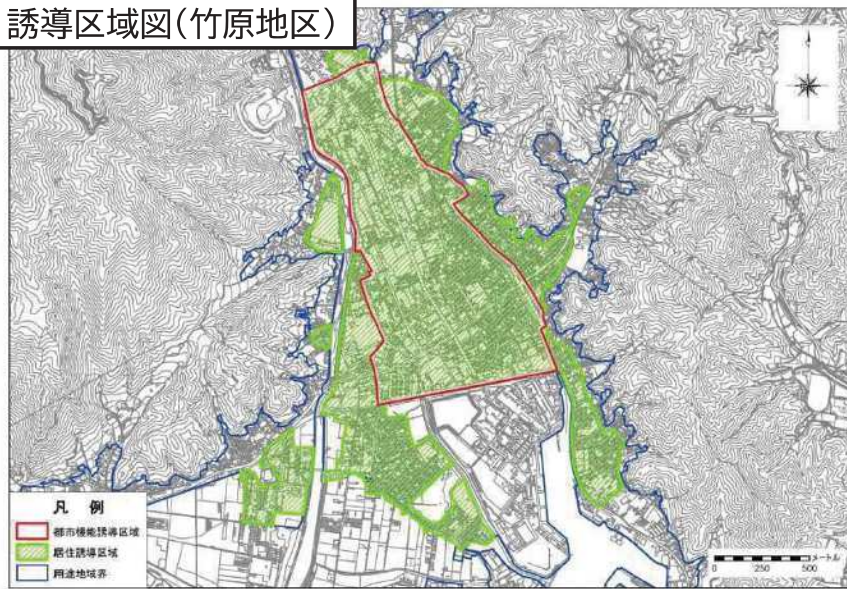 誘導区域図(竹原地区)
凡 例
都市機能誘導区域
居住誘導区域
用途地域界
メートル
0 250 500